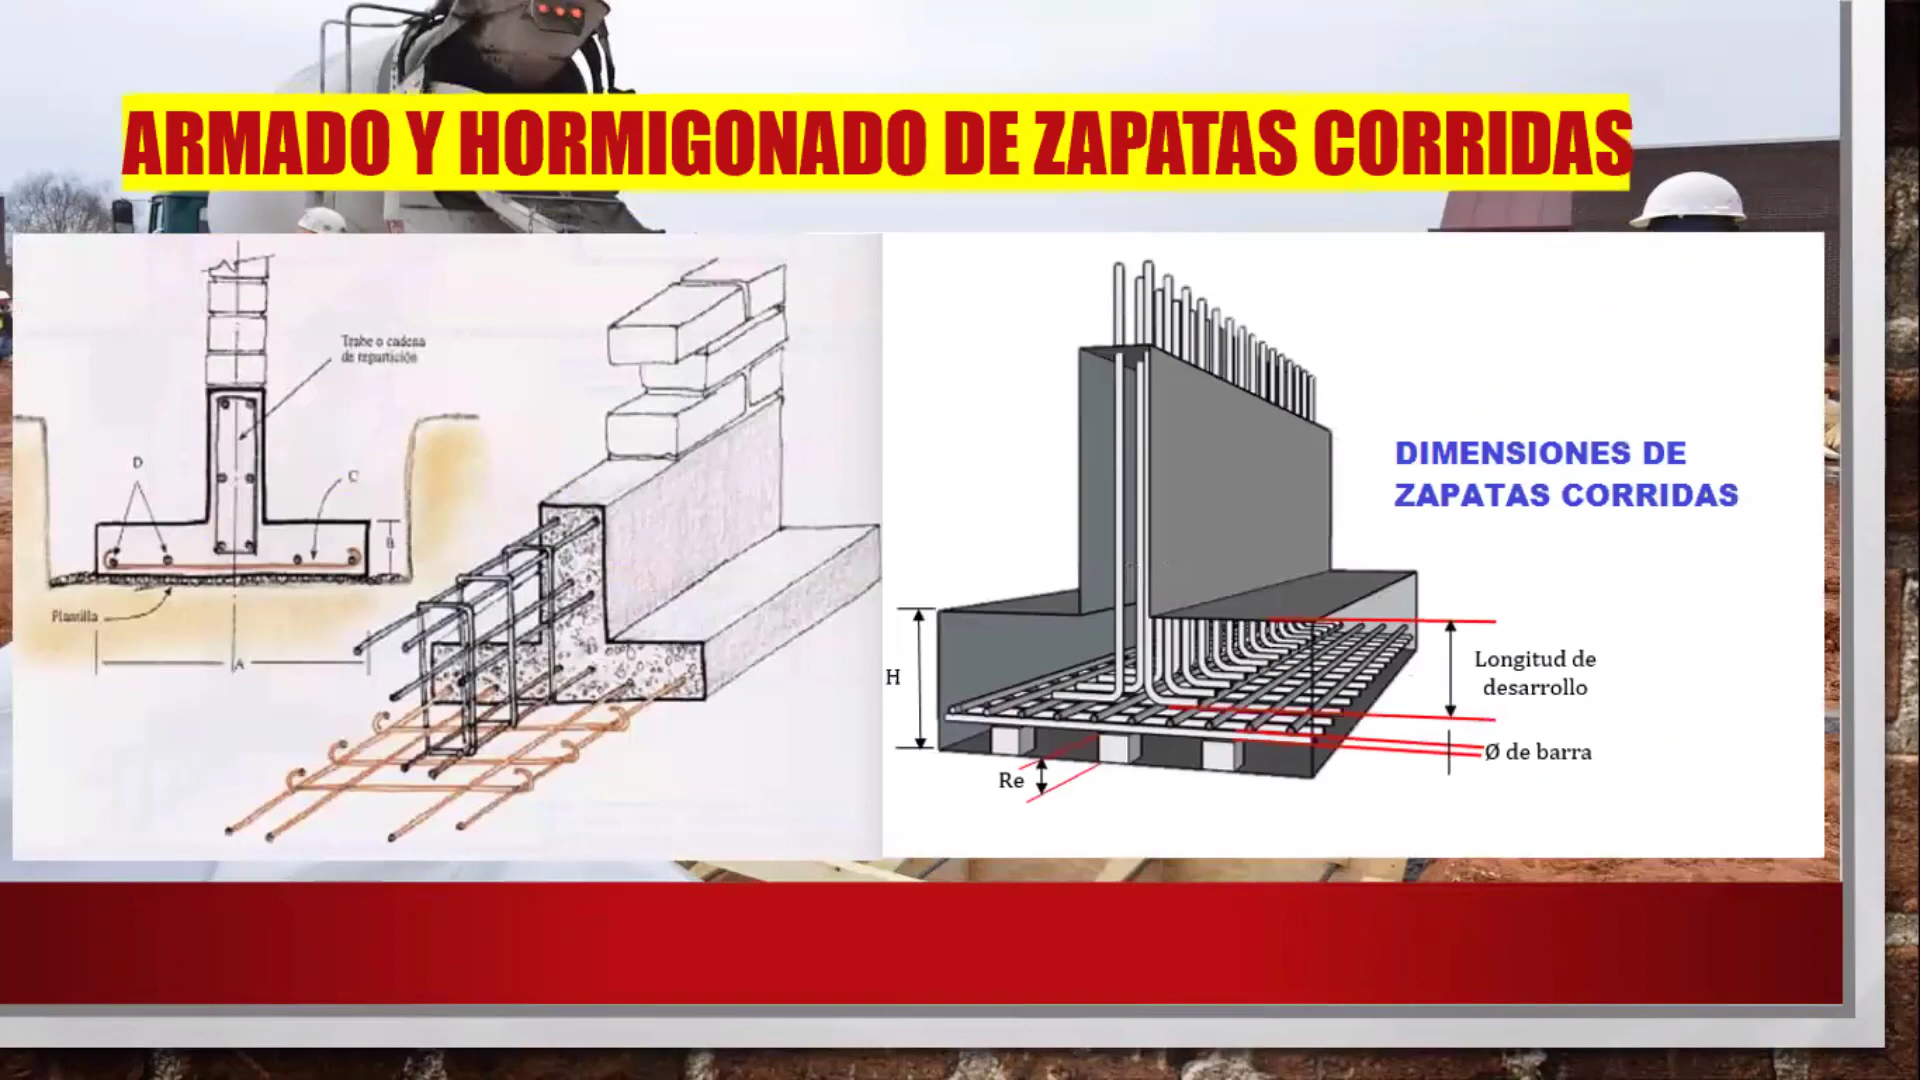 ARMADO Y HORMIGONADO DE ZAPATAS CORRIDAS
Trabe o cadena
de repartición
D
C
B
Plantilla
A
DIMENSIONES DE
ZAPATAS CORRIDAS
H
Longitud de
desarrollo
Ø de barra
Re